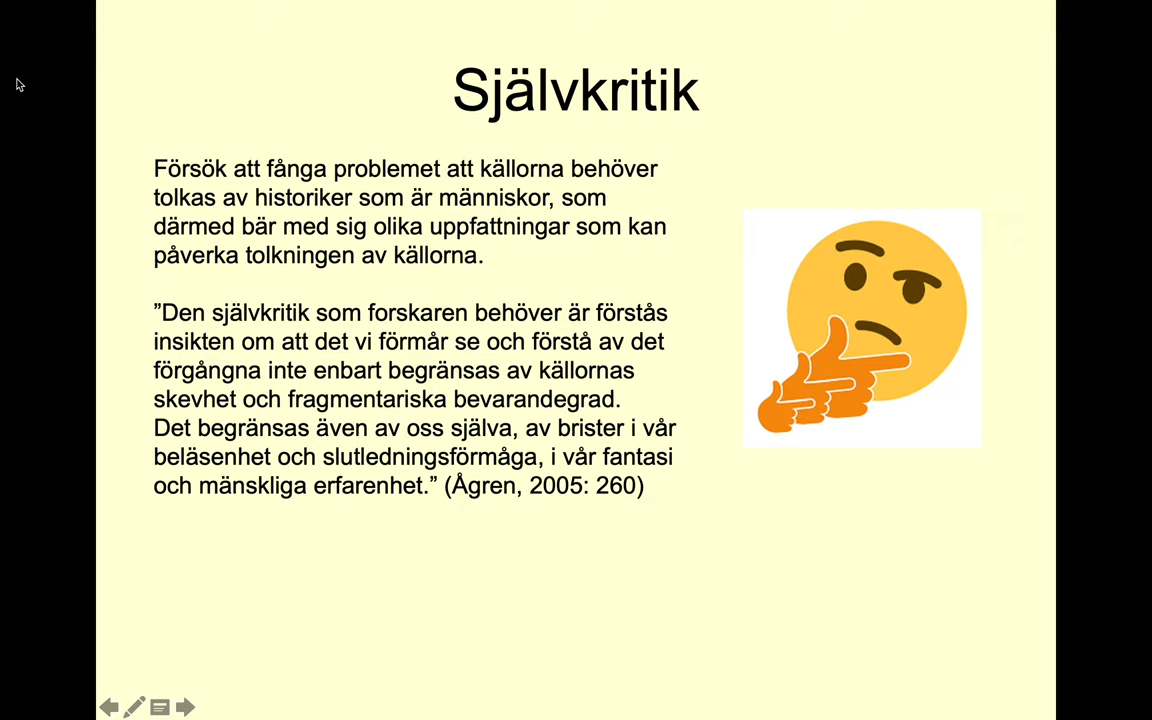 Självkritik
Försök att fånga problemet att källorna behöver
tolkas av historiker som är människor, som
därmed bär med sig olika uppfattningar som kan
påverka tolkningen av källorna.
”Den självkritik som forskaren behöver är förstås
insikten om att det vi förmår se och förstå av det
förgångna inte enbart begränsas av källornas
skevhet och fragmentariska bevarandegrad.
Det begränsas även av oss själva, av brister i vår
beläsenhet och slutledningsförmåga, i vår fantasi
och mänskliga erfarenhet.” (Ågren, 2005: 260)